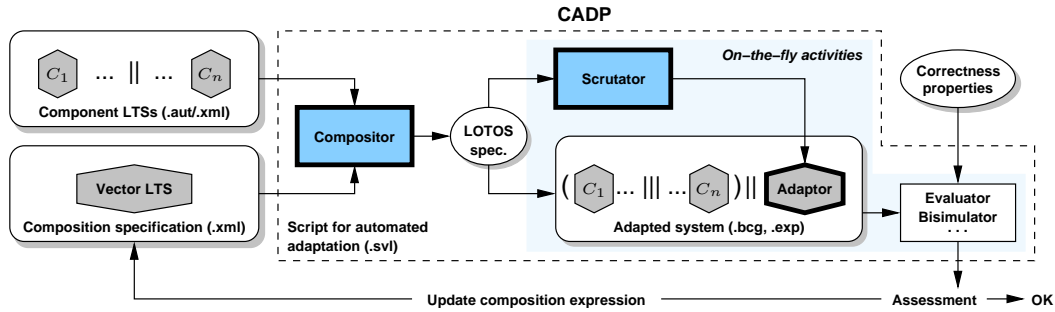 CADP
C1 ... || ... Cn
Component LTSs (.aut/.xml)
Vector LTS
Composition specification (.xml)
Compositor
Script for automated
adaptation (.svl)
LOTOS
spec.
On–the–fly activities
Scrutator
( C1 ... ||| ... Cn ) || Adaptor
Adapted system (.bcg, .exp)
Correctness
properties
Evaluator
Bisimulator
. . .
Update composition expression
Assessment
OK